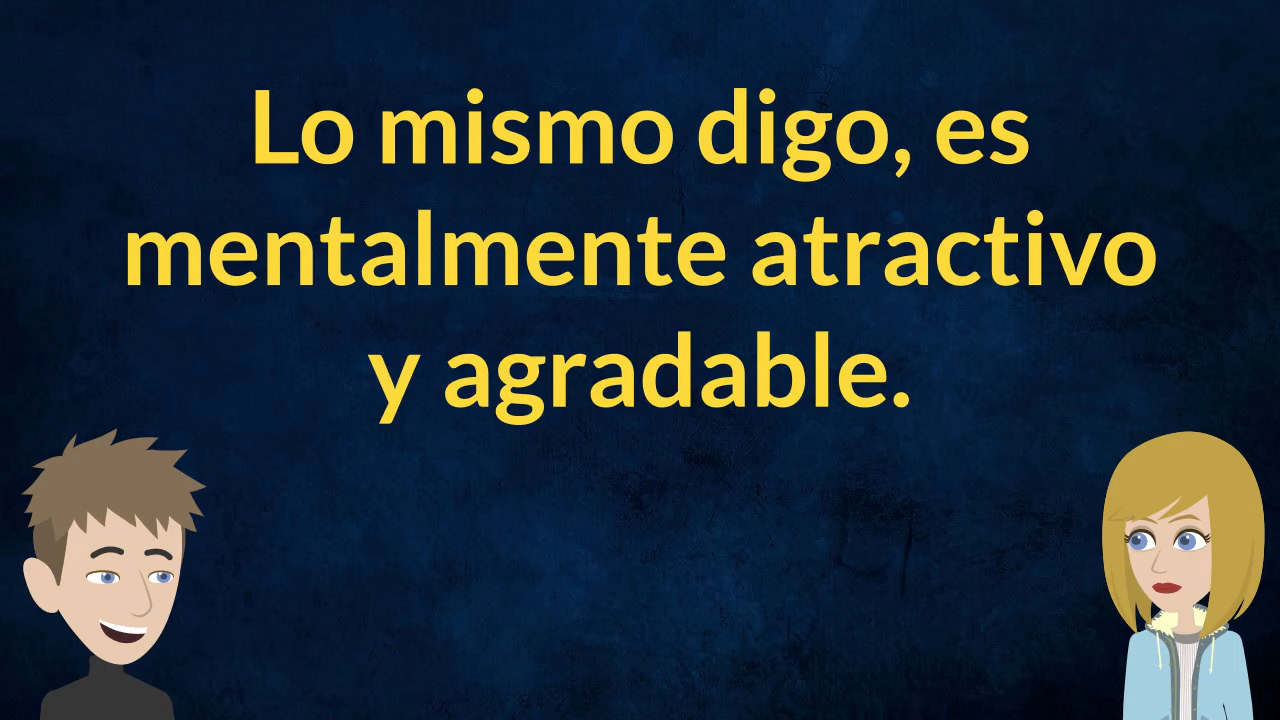 Lo mismo digo, es
mentalmente atractivo
y agradable.